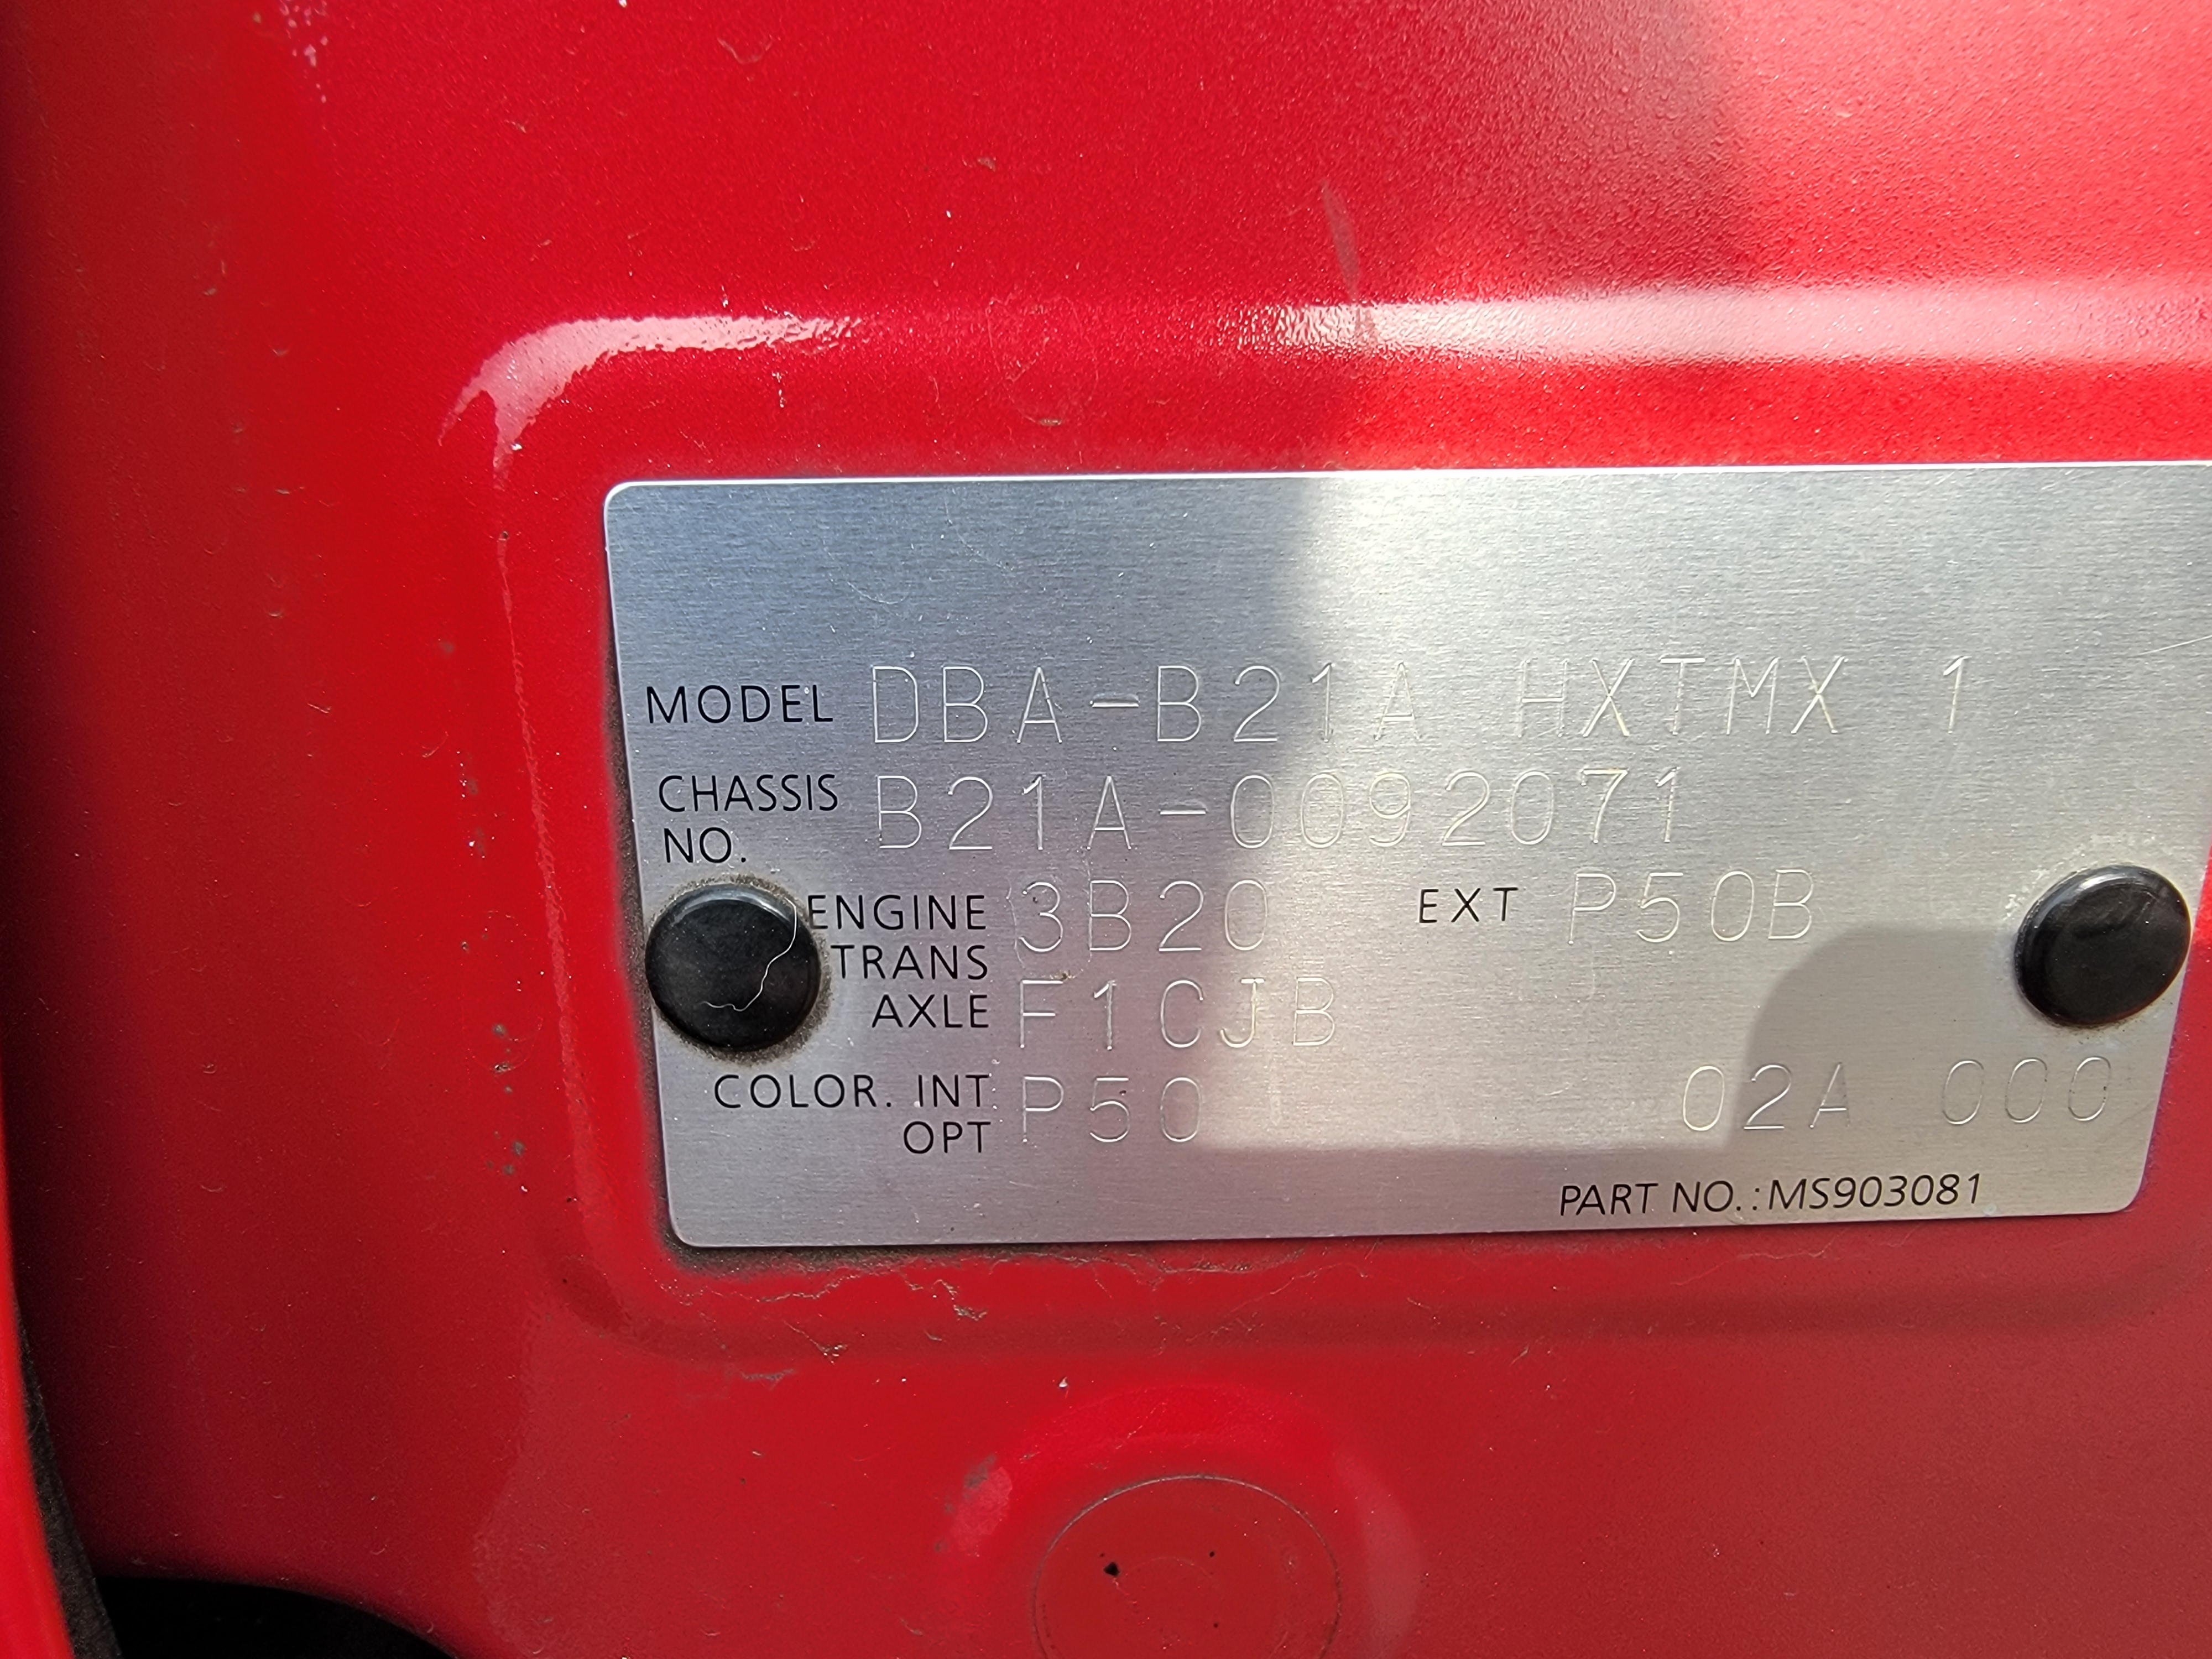 MODEL DBA-B21A HXTMX 1
CHASSIS NO. B21A-0092071
ENGINE 3B20 EXT P50B
TRANS AXLE F1CJB
COLOR. INT OPT P50 02A 000
PART NO.:MS903081